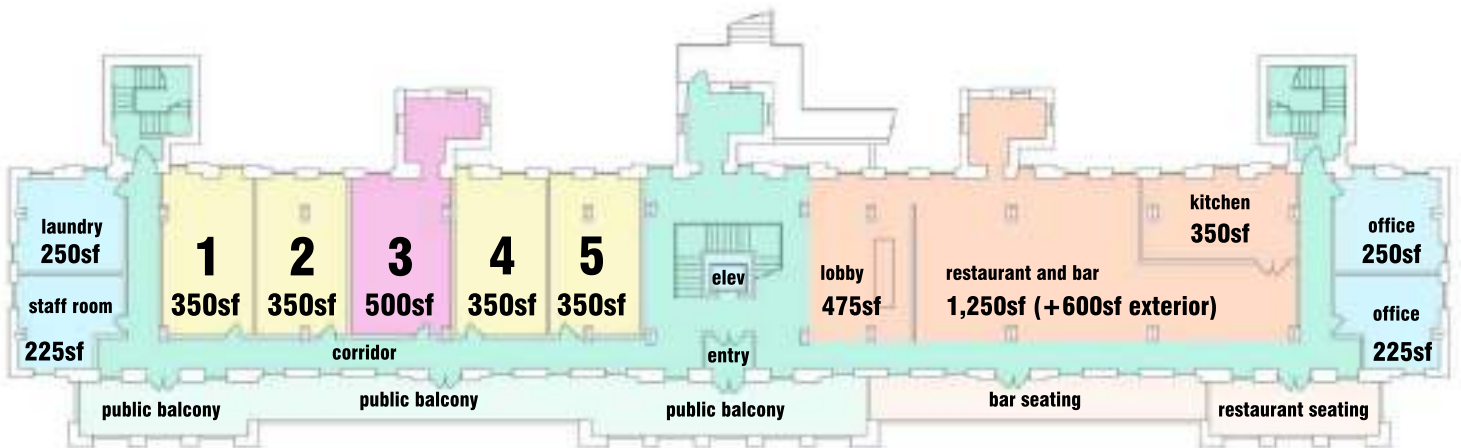 laundry
250sf
staff room
225sf
1
350sf
2
350sf
3
500sf
4
350sf
5
350sf
corridor
elev
entry
lobby
475sf
restaurant and bar
1,250sf (+600sf exterior)
kitchen
350sf
office
250sf
office
225sf
public balcony
public balcony
public balcony
bar seating
restaurant seating